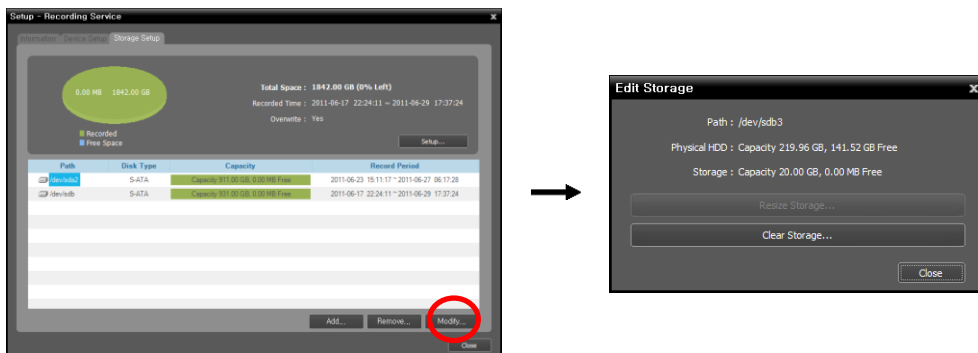 Setup - Recording Service x
Information Device Setup Storage Setup
0.00 MB 1842.00 GB
Total Space : 1842.00 GB (0% Left)
Recorded Time : 2011-06-17 22:24:11 ~ 2011-06-29 17:37:24
Overwrite : Yes
Recorded
Free Space
Setup...
Path Disk Type Capacity Record Period
/dev/sda2 S-ATA Capacity 911.00 GB, 0.00 MB Free 2011-06-23 15:11:17 ~ 2011-06-27 06:17:28
/dev/sdb S-ATA Capacity 931.00 GB, 0.00 MB Free 2011-06-17 22:24:11 ~ 2011-06-29 17:37:24
Add... Remove... Modify...
Close
Edit Storage x
Path : /dev/sdb3
Physical HDD : Capacity 219.96 GB, 141.52 GB Free
Storage : Capacity 20.00 GB, 0.00 MB Free
Resize Storage...
Clear Storage...
Close